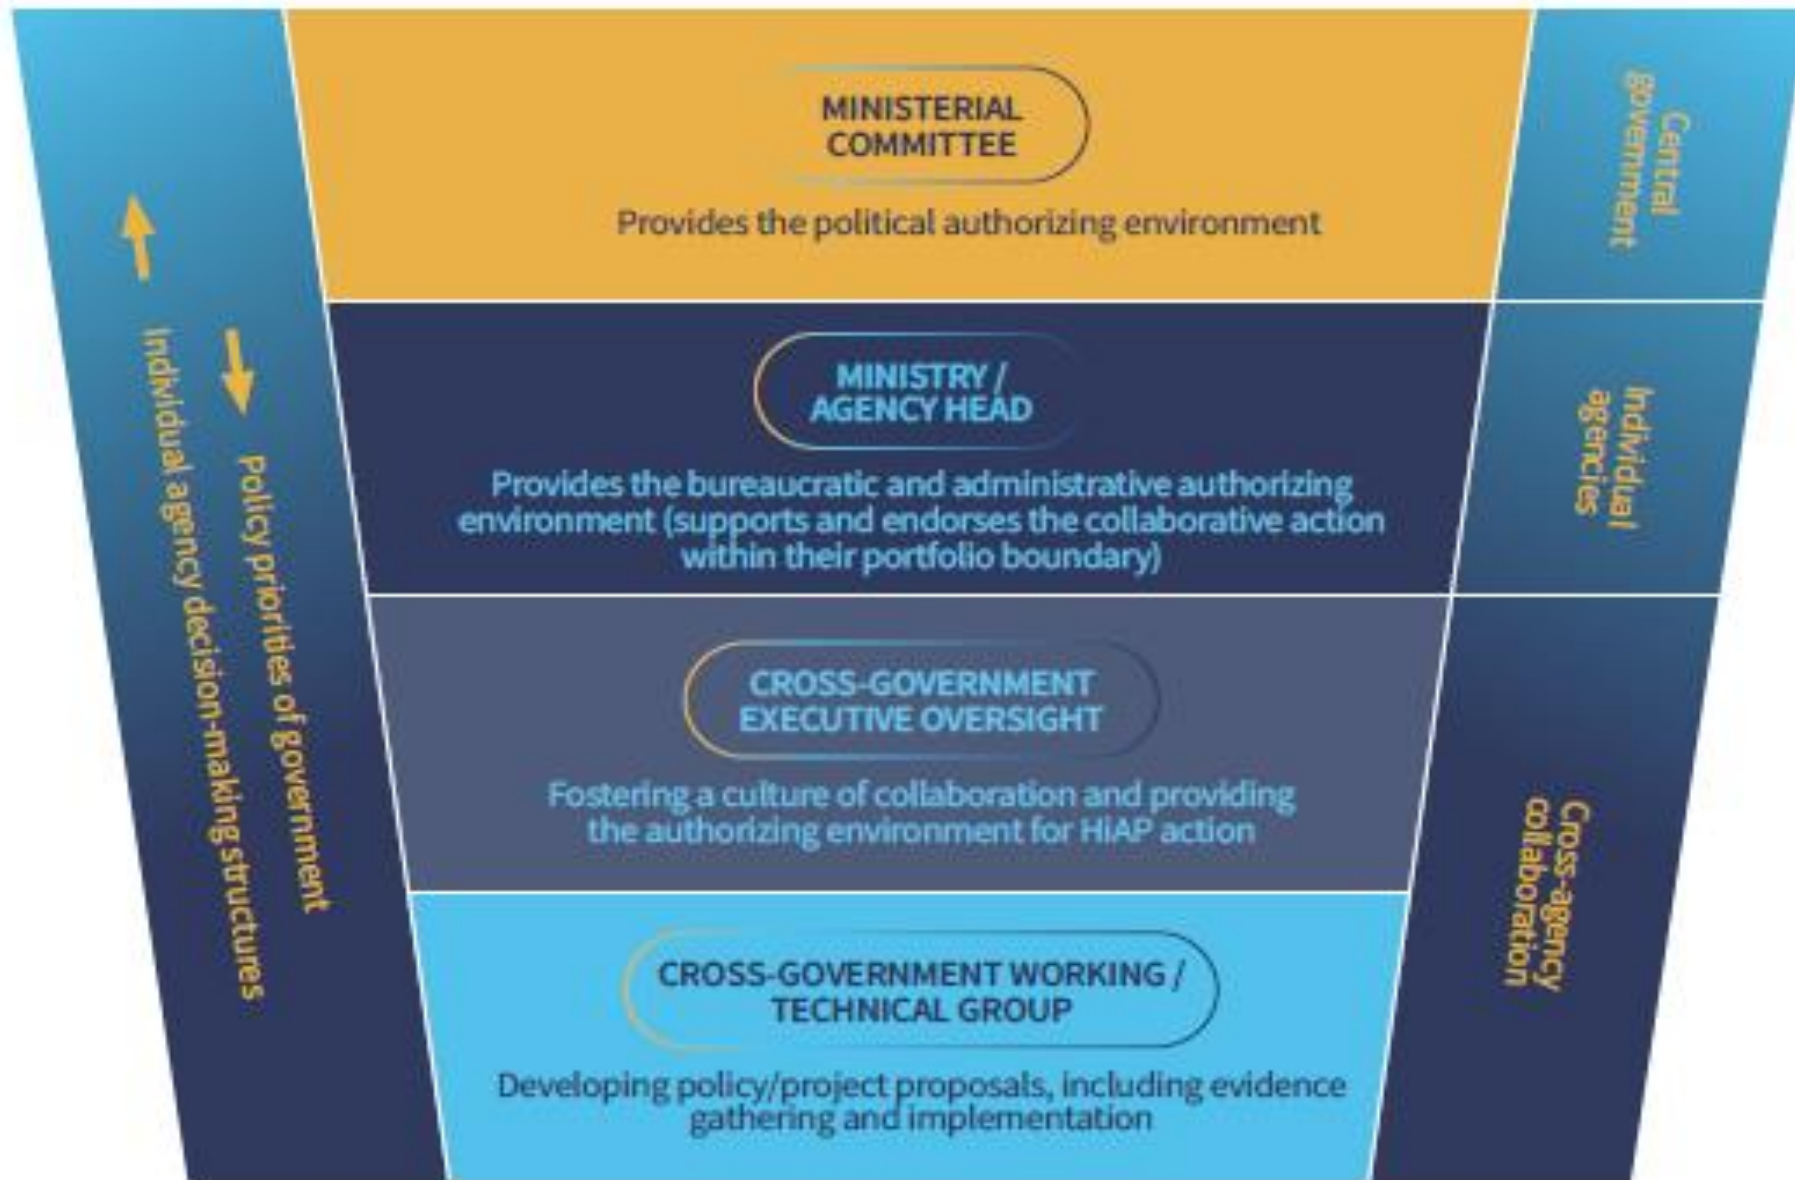 MINISTERIAL
COMMITTEE
Provides the political authorizing environment
Central
government
MINISTRY /
AGENCY HEAD
Provides the bureaucratic and administrative authorizing
environment (supports and endorses the collaborative action
within their portfolio boundary)
Individual
agencies
CROSS-GOVERNMENT
EXECUTIVE OVERSIGHT
Fostering a culture of collaboration and providing
the authorizing environment for HiAP action
CROSS-GOVERNMENT WORKING /
TECHNICAL GROUP
Developing policy/project proposals, including evidence
gathering and implementation
Cross-agency
collaboration
Policy priorities of government
Individual agency decision-making structures